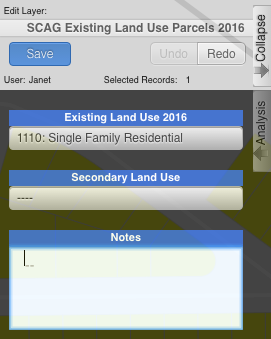 Edit Layer:
SCAG Existing Land Use Parcels 2016
Save
Undo
Redo
Collapse
User: Janet
Selected Records: 1
Analysis
Existing Land Use 2016
1110: Single Family Residential
Secondary Land Use
----
Notes
--